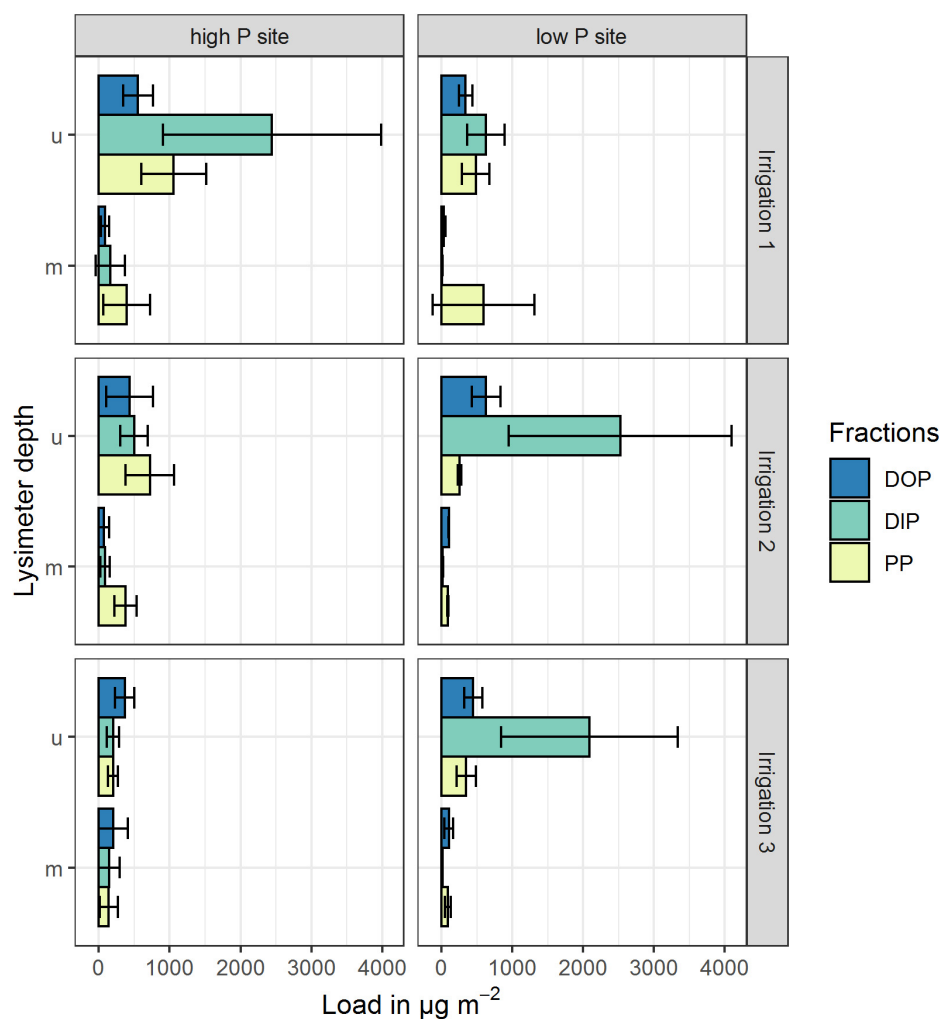 high P site
low P site
u
m
Irrigation 1
u
m
Irrigation 2
u
m
Irrigation 3
Lysimeter depth
Fractions
DOP
DIP
PP
0 1000 2000 3000 4000
0 1000 2000 3000 4000
Load in µg m⁻²